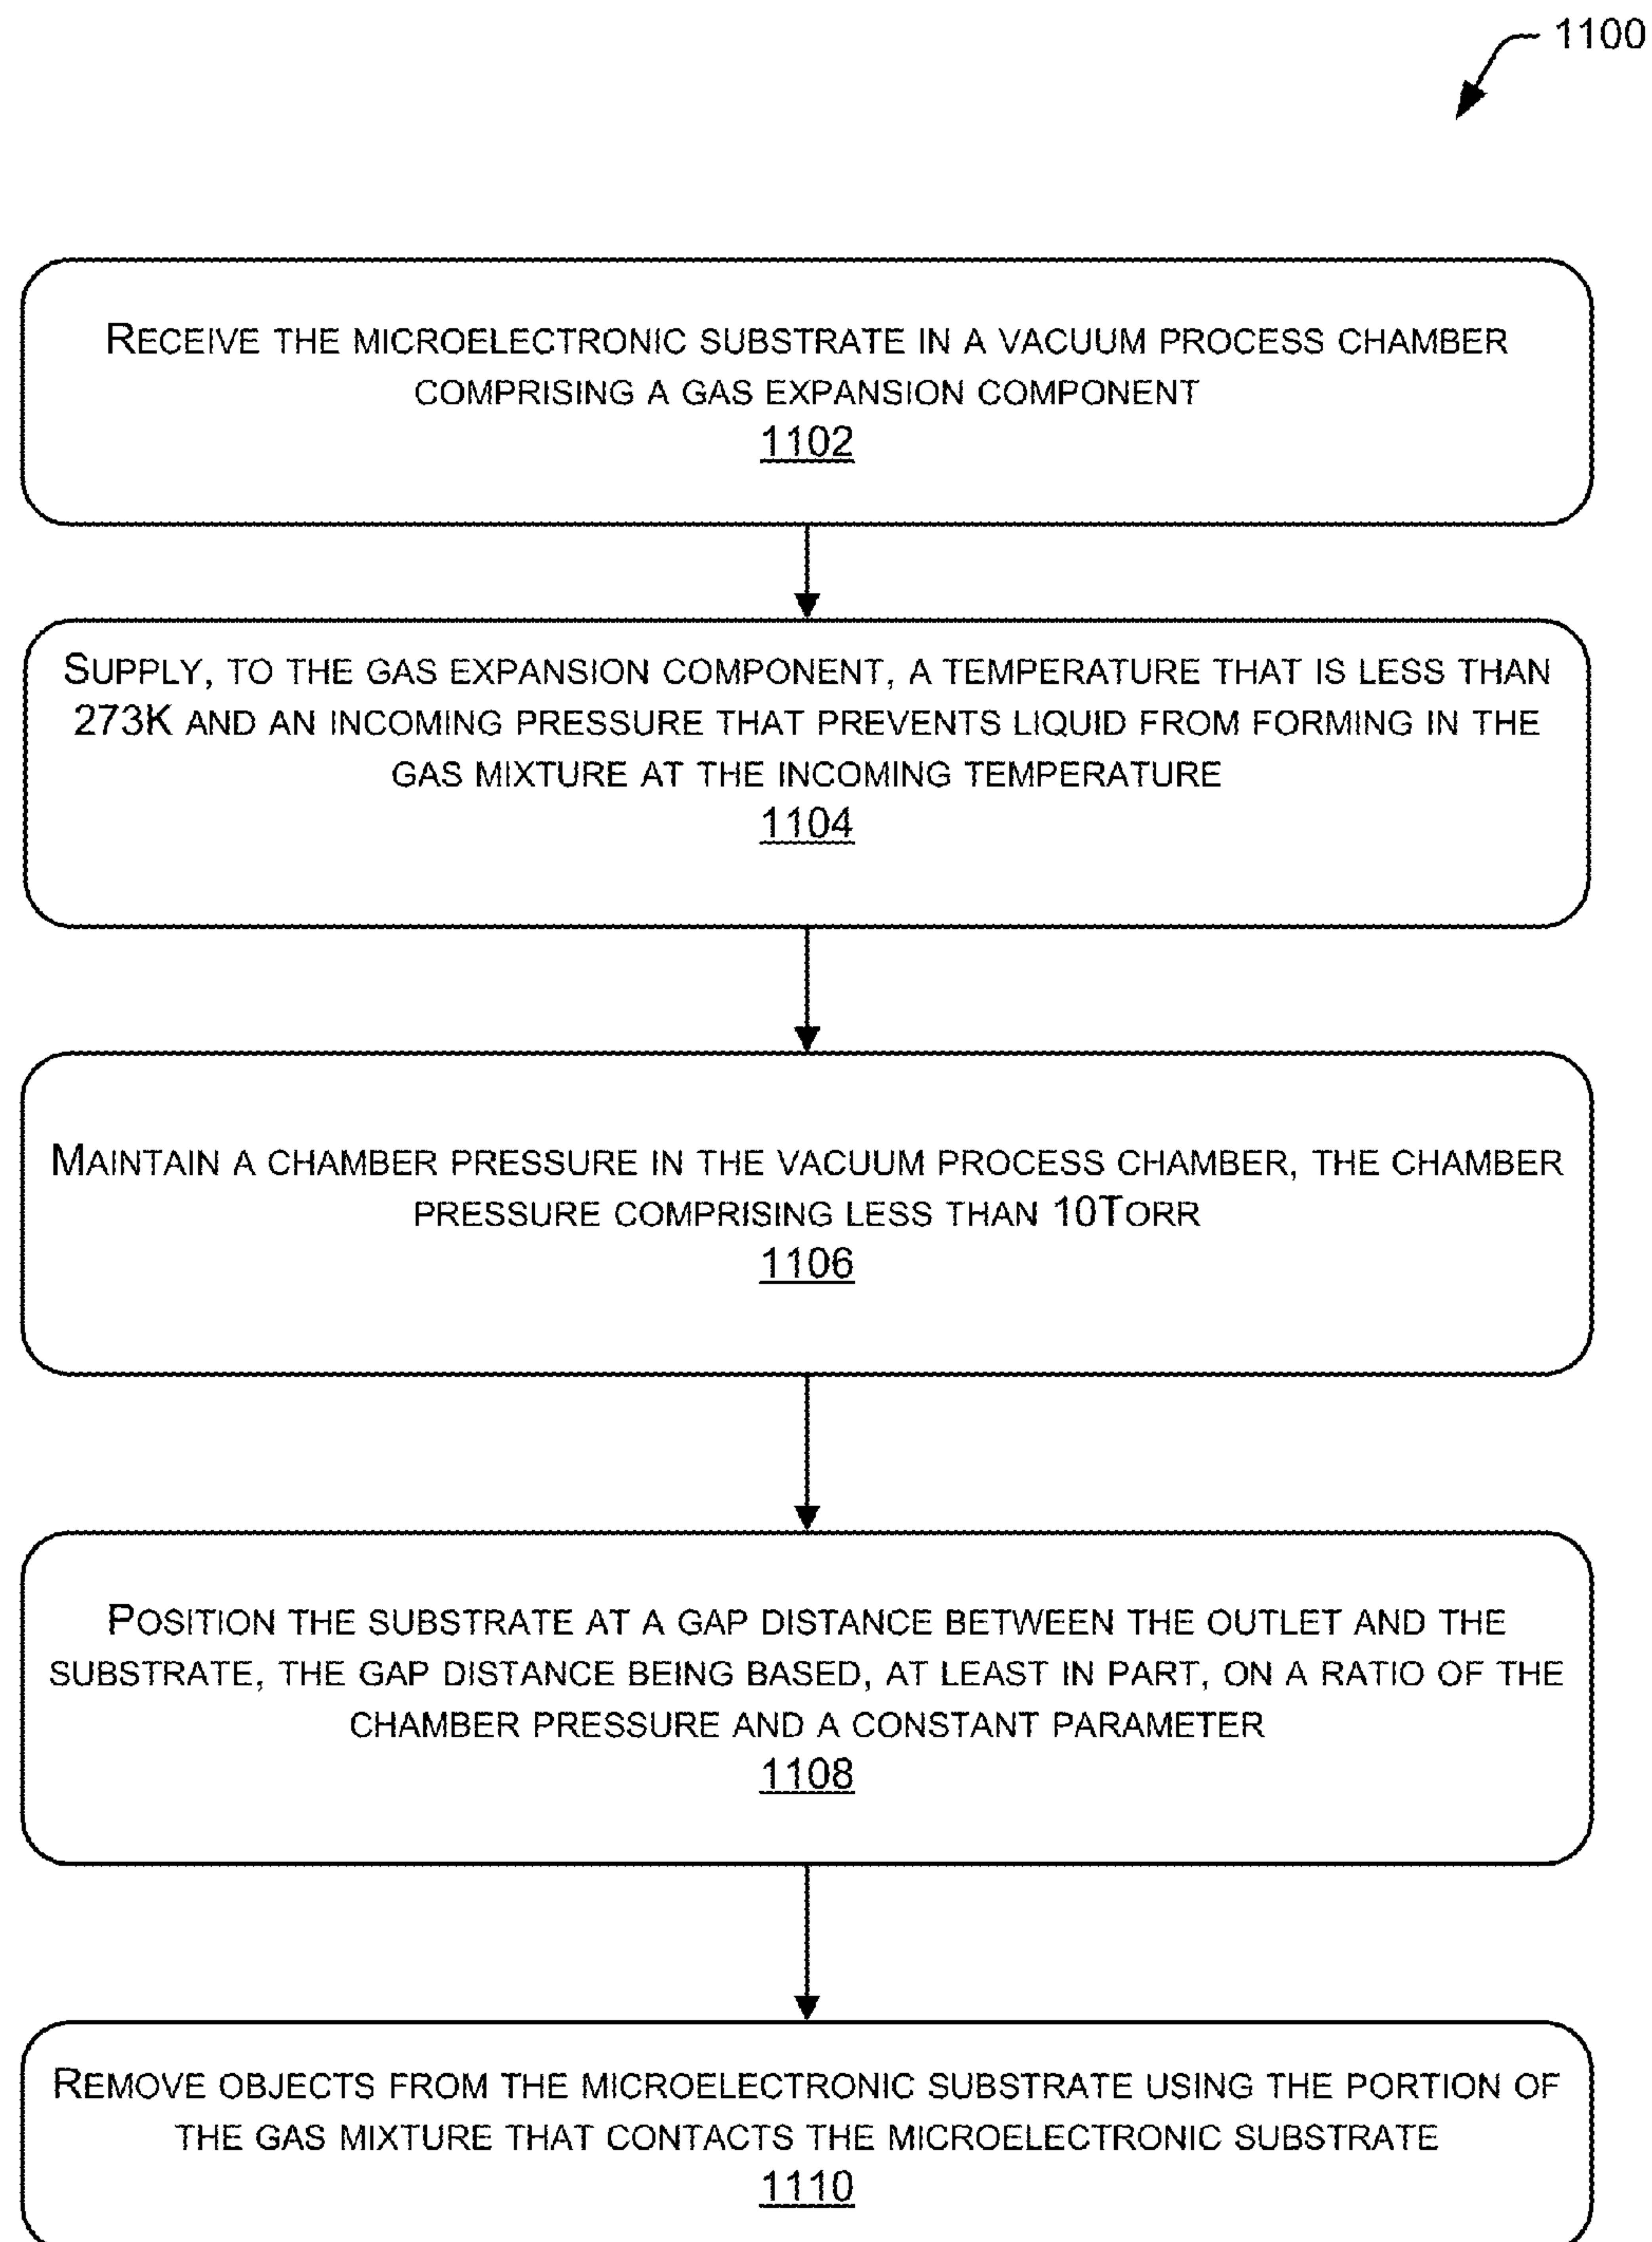 1100
RECEIVE THE MICROELECTRONIC SUBSTRATE IN A VACUUM PROCESS CHAMBER
COMPRISING A GAS EXPANSION COMPONENT
1102
SUPPLY, TO THE GAS EXPANSION COMPONENT, A TEMPERATURE THAT IS LESS THAN
273K AND AN INCOMING PRESSURE THAT PREVENTS LIQUID FROM FORMING IN THE
GAS MIXTURE AT THE INCOMING TEMPERATURE
1104
MAINTAIN A CHAMBER PRESSURE IN THE VACUUM PROCESS CHAMBER, THE CHAMBER
PRESSURE COMPRISING LESS THAN 10TORR
1106
POSITION THE SUBSTRATE AT A GAP DISTANCE BETWEEN THE OUTLET AND THE
SUBSTRATE, THE GAP DISTANCE BEING BASED, AT LEAST IN PART, ON A RATIO OF THE
CHAMBER PRESSURE AND A CONSTANT PARAMETER
1108
REMOVE OBJECTS FROM THE MICROELECTRONIC SUBSTRATE USING THE PORTION OF
THE GAS MIXTURE THAT CONTACTS THE MICROELECTRONIC SUBSTRATE
1110